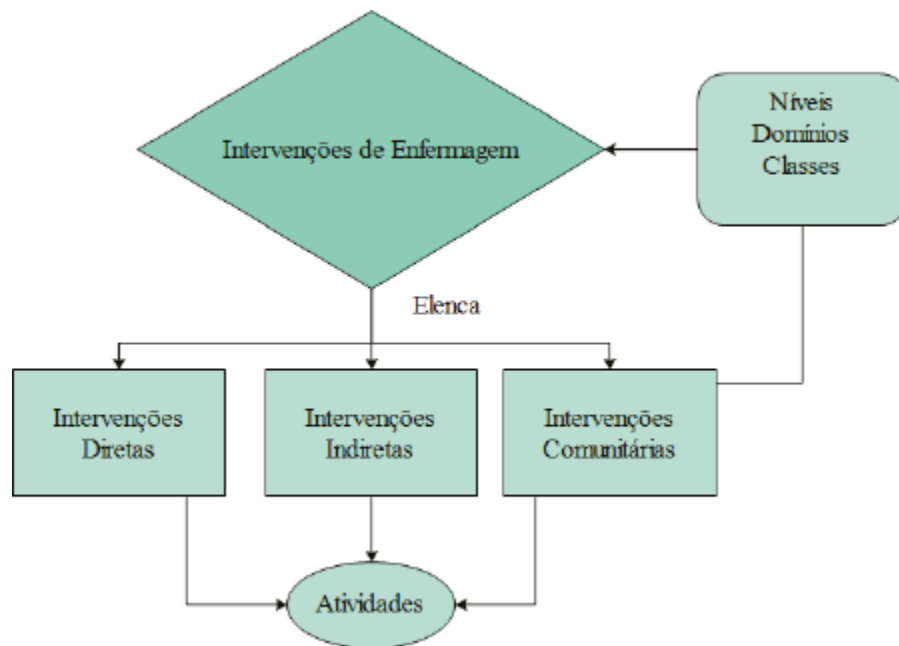 Intervenções de Enfermagem
Níveis
Domínios
Classes
Elenca
Intervenções
Diretas
Intervenções
Indiretas
Intervenções
Comunitárias
Atividades